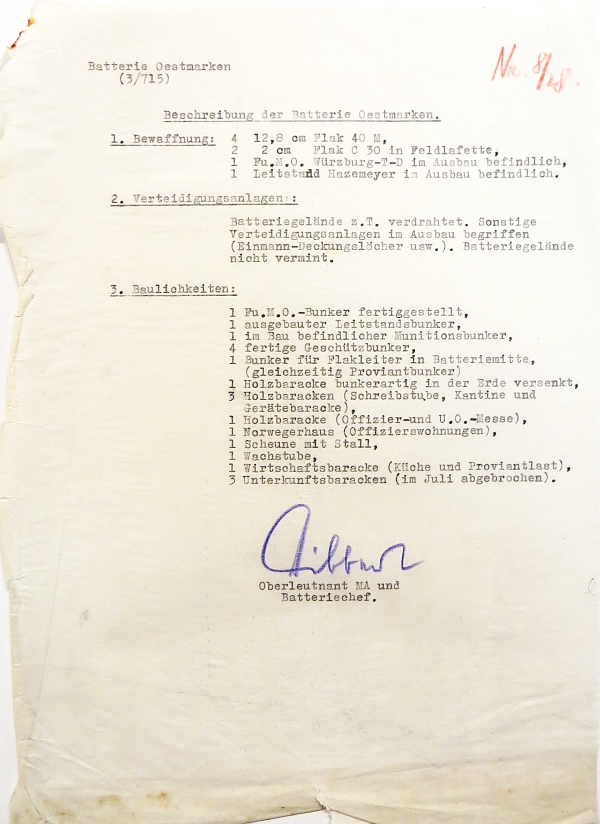 Batterie Oestmarken
(3/715)
Nr. 8/28.
Beschreibung der Batterie Oestmarken.
1. Bewaffnung: 4 12,8 cm Flak 40 M,
2 2 cm Flak C 30 in Feldlafette,
1 Fu.M.O. Würzburg-T-D im Ausbau befindlich,
1 Leitstand Hazemeyer im Ausbau befindlich.
2. Verteidigungsanlagen::
Batteriegelände z.T. verdrahtet. Sonstige
Verteidigungsanlagen im Ausbau begriffen
(Einmann-Deckungslöcher usw.). Batteriegelände
nicht vermint.
3. Baulichkeiten:
1 Fu.M.O.-Bunker fertiggestellt,
1 ausgebauter Leitstandsbunker,
1 im Bau befindlicher Munitionsbunker,
4 fertige Geschützbunker,
1 Bunker für Flakleiter in Batteriemitte,
(gleichzeitig Proviantbunker)
1 Holzbaracke bunkerartig in der Erde versenkt,
3 Holzbaracken (Schreibstube, Kantine und
Gerätebaracke),
1 Holzbaracke (Offizier-und U.O.-Messe),
1 Norwegerhaus (Offizierswohnungen),
1 Scheune mit Stall,
1 Wachstube,
1 Wirtschaftsbaracke (Küche und Proviantlast),
3 Unterkunftsbaracken (im Juli abgebrochen).
Oberleutnant MA und
Batteriechef.